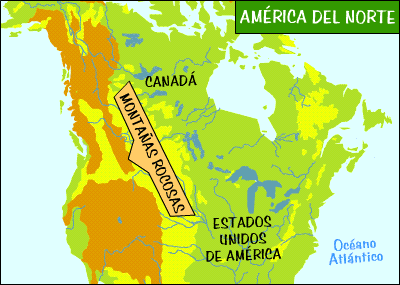 AMÉRICA DEL NORTE
CANADÁ
MONTAÑAS ROCOSAS
ESTADOS
UNIDOS
DE AMÉRICA
Océano
Atlántico